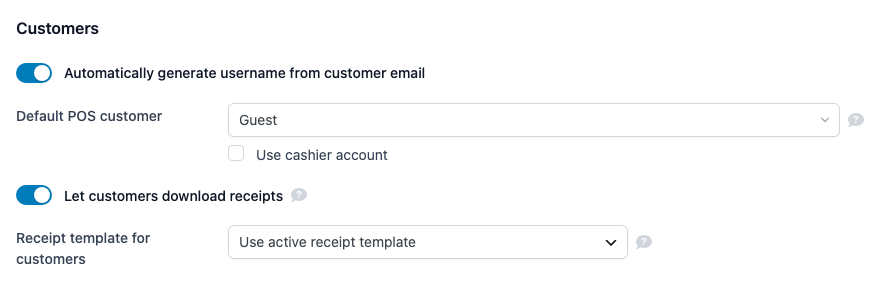 Customers
Automatically generate username from customer email
Default POS customer
Guest
?
Use cashier account
Let customers download receipts
?
Receipt template for
customers
Use active receipt template
?